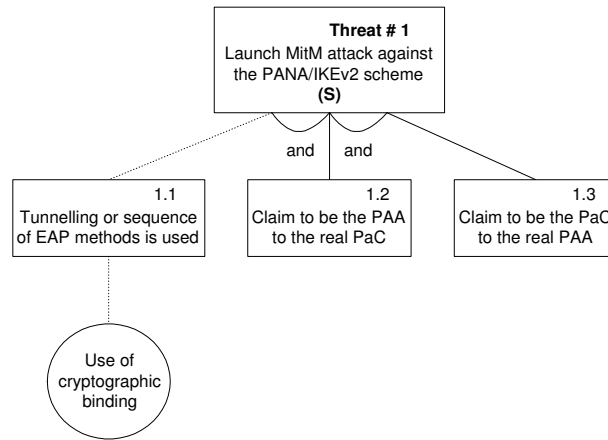 Threat # 1
Launch MitM attack against
the PANA/IKEv2 scheme
(S)
and and
1.1
Tunnelling or sequence
of EAP methods is used
1.2
Claim to be the PAA
to the real PaC
1.3
Claim to be the PaC
to the real PAA
Use of
cryptographic
binding